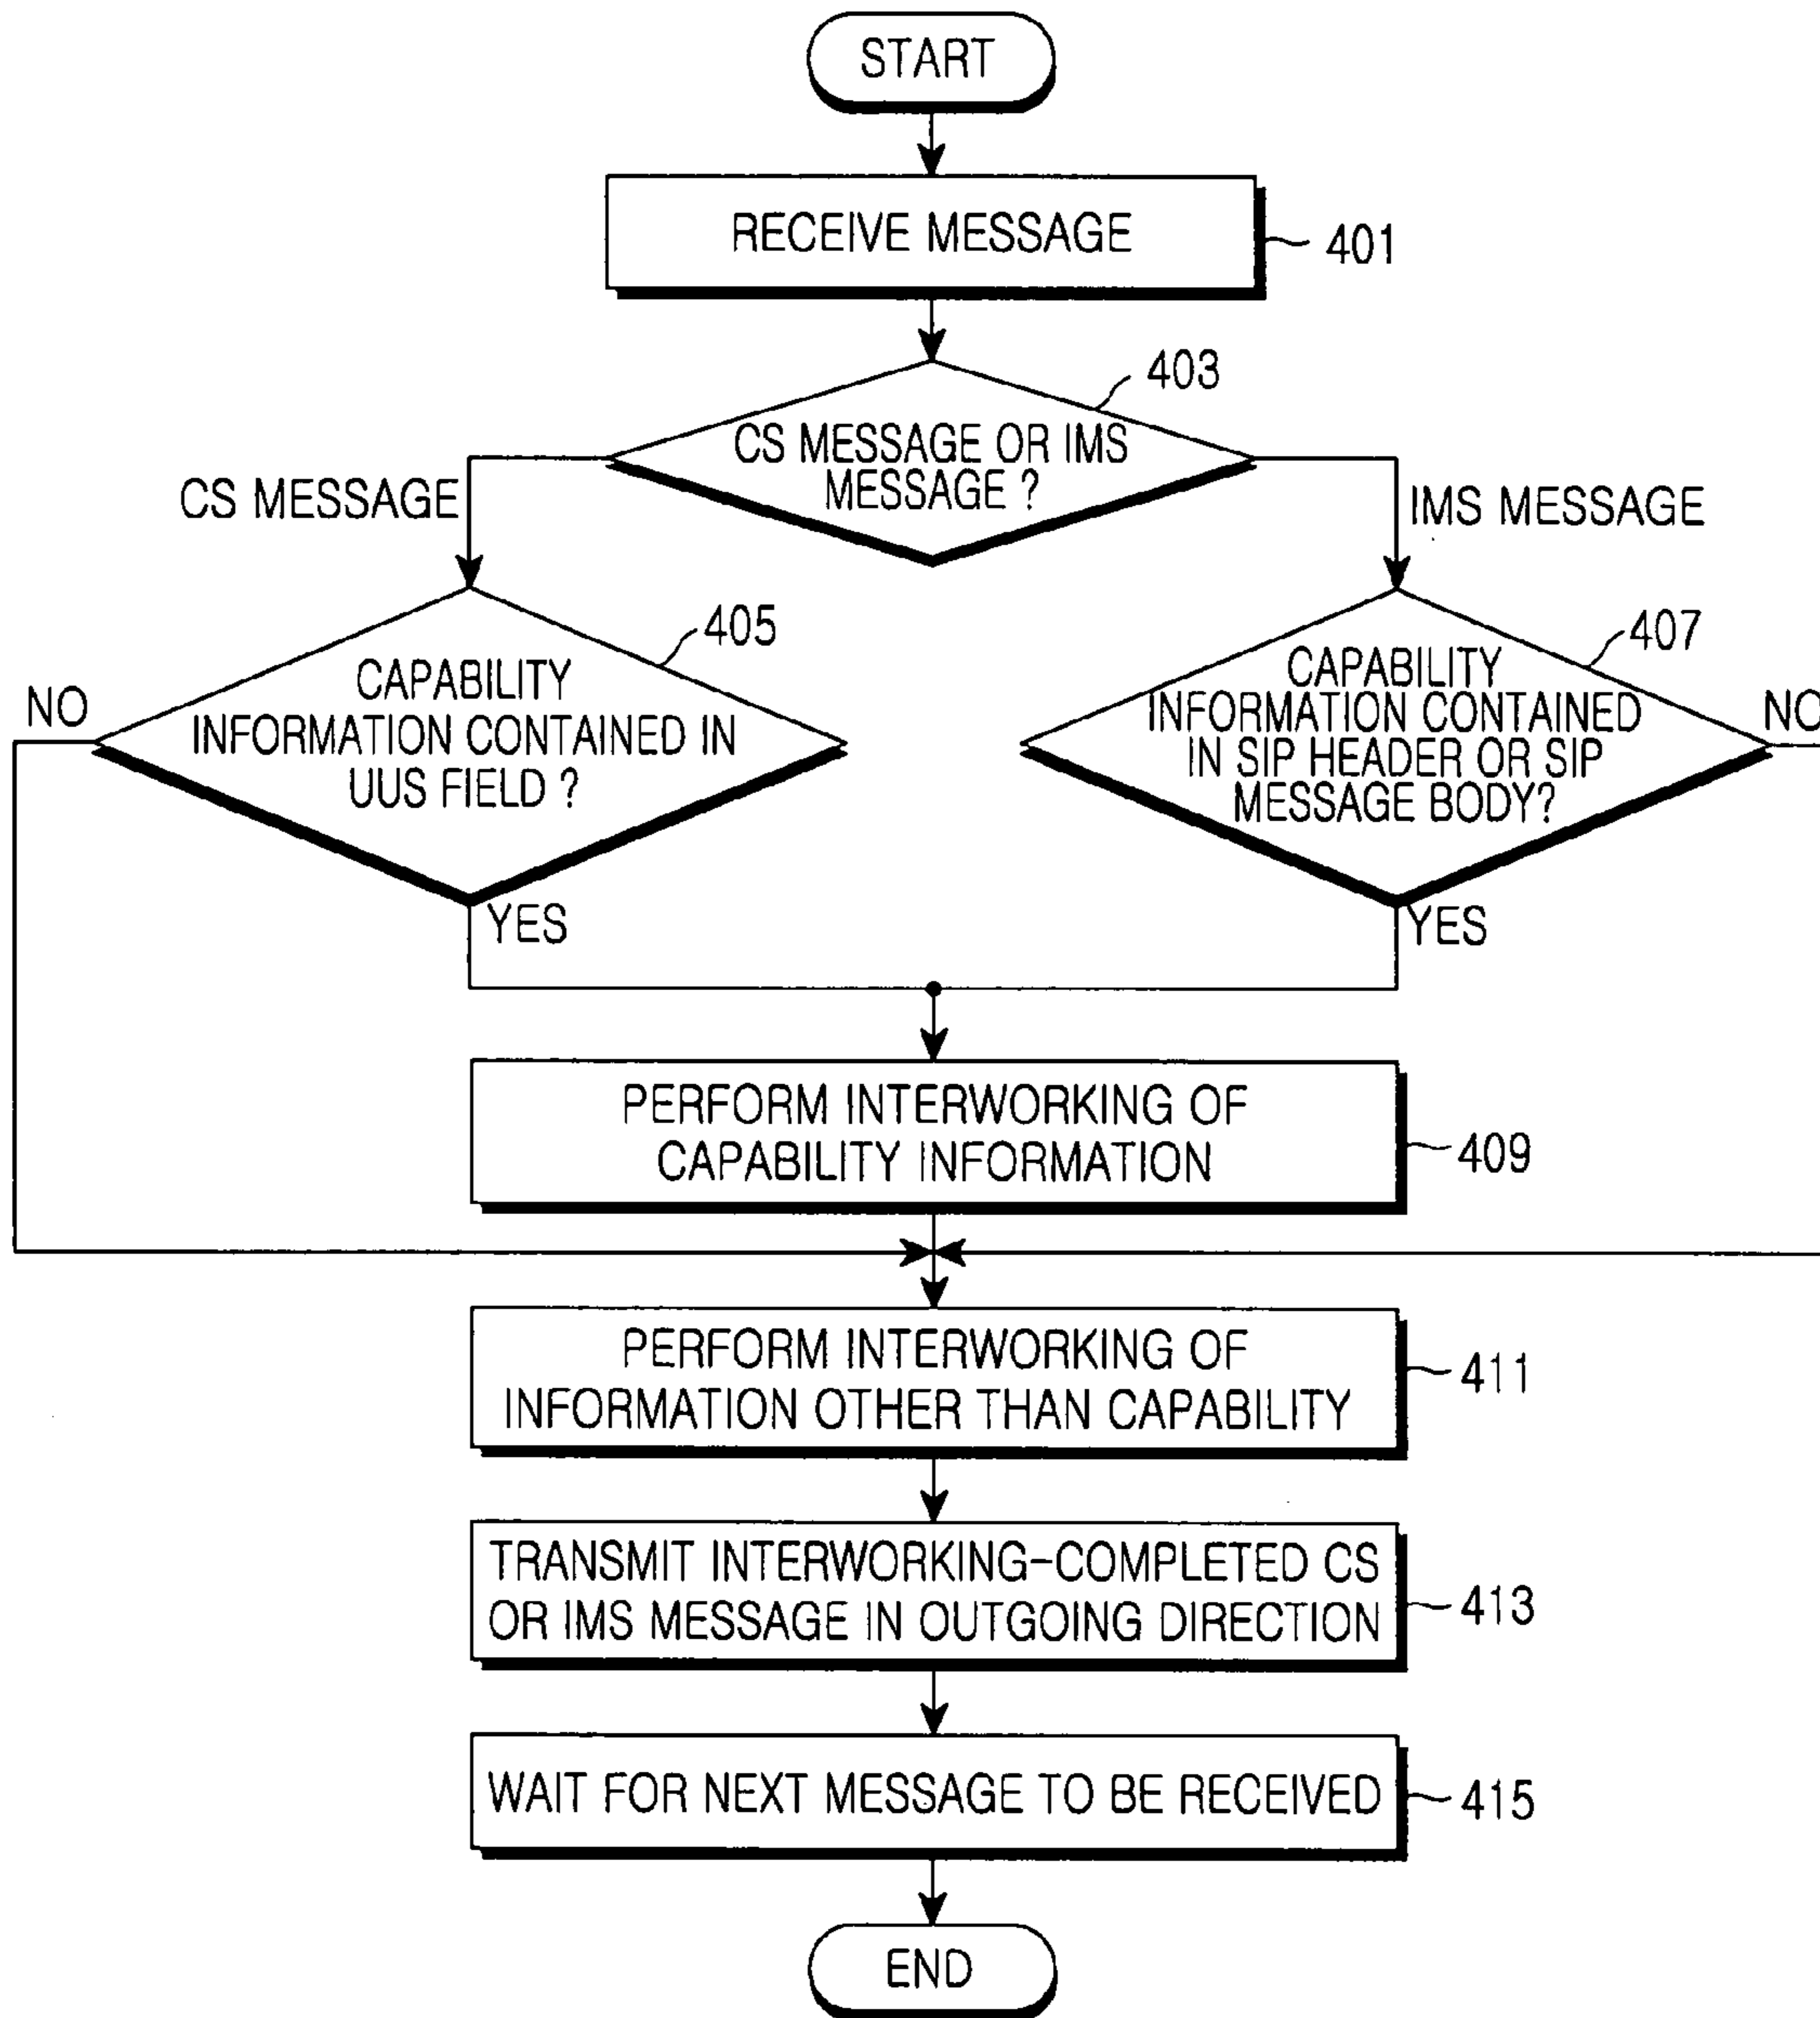 START
RECEIVE MESSAGE
401
403
CS MESSAGE OR IMS
MESSAGE ?
CS MESSAGE
IMS MESSAGE
405
407
CAPABILITY
INFORMATION CONTAINED IN
UUS FIELD ?
NO
CAPABILITY
INFORMATION CONTAINED
IN SIP HEADER OR SIP
MESSAGE BODY?
NO
YES
YES
PERFORM INTERWORKING OF
CAPABILITY INFORMATION
409
PERFORM INTERWORKING OF
INFORMATION OTHER THAN CAPABILITY
411
TRANSMIT INTERWORKING-COMPLETED CS
OR IMS MESSAGE IN OUTGOING DIRECTION
413
WAIT FOR NEXT MESSAGE TO BE RECEIVED
415
END